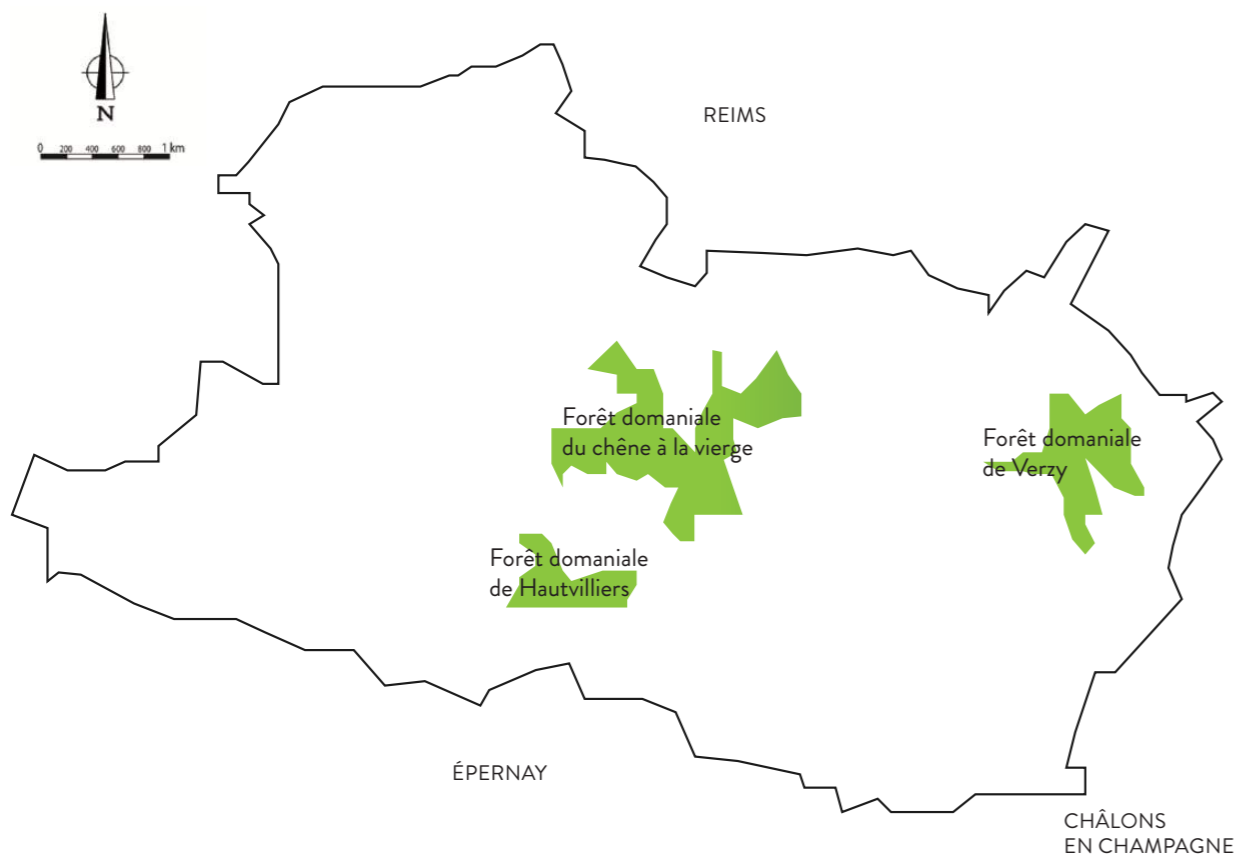 N
0 200 400 600 800 1 km
REIMS
Forêt domaniale
du chêne à la vierge
Forêt domaniale
de Verzy
Forêt domaniale
de Hautvilliers
ÉPERNAY
CHÂLONS
EN CHAMPAGNE